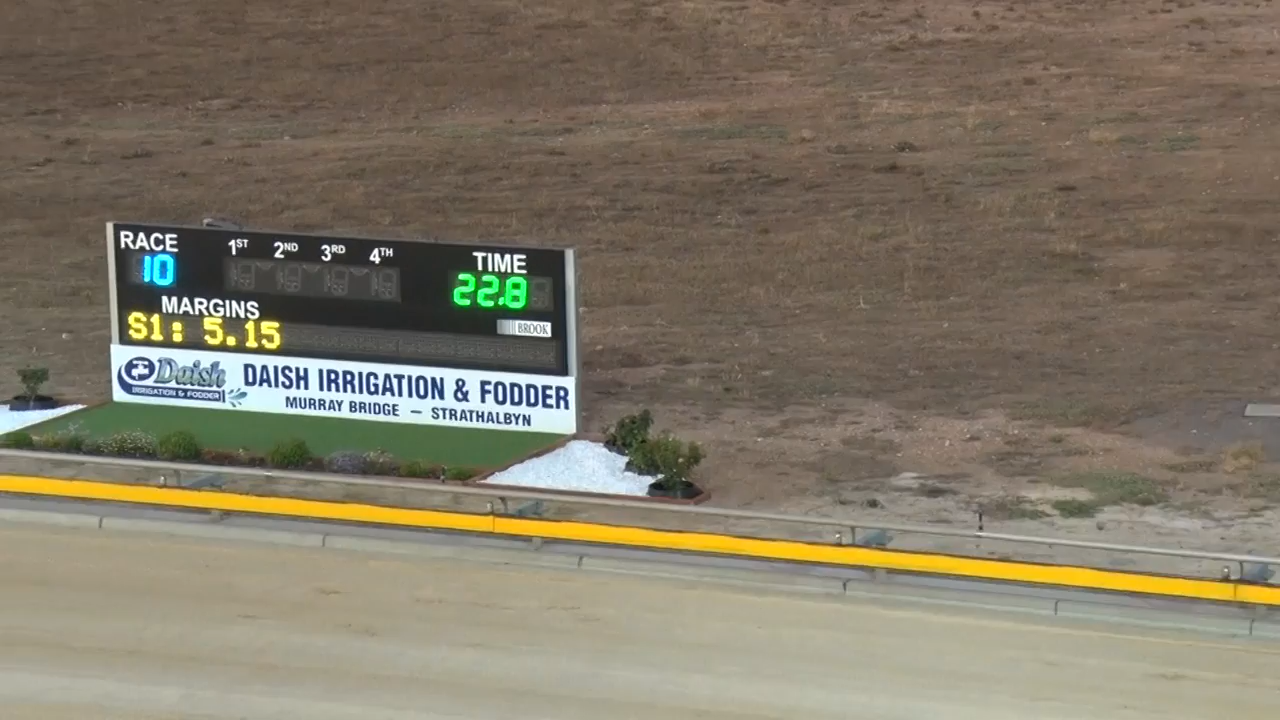 RACE 1ST 2ND 3RD 4TH TIME
10 22.8
MARGINS
S1: 5.15
BROOK
Daish
IRRIGATION & FODDER
DAISH IRRIGATION & FODDER
MURRAY BRIDGE – STRATHALBYN